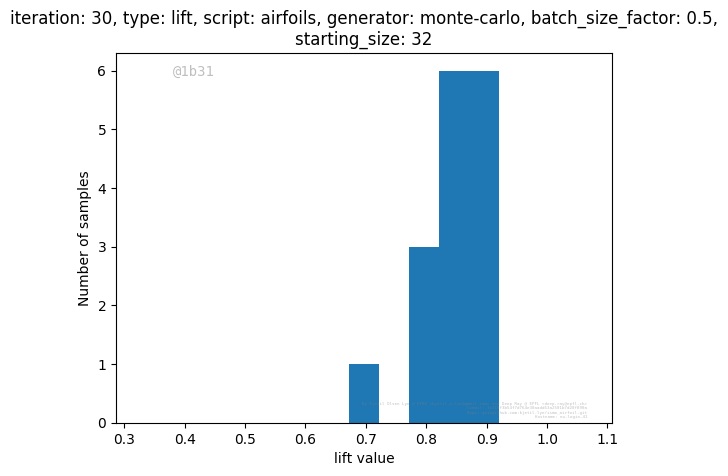 iteration: 30, type: lift, script: airfoils, generator: monte-carlo, batch_size_factor: 0.5,
starting_size: 32
@1b31
6
5
4
3
2
1
0
Number of samples
0.3 0.4 0.5 0.6 0.7 0.8 0.9 1.0 1.1
lift value